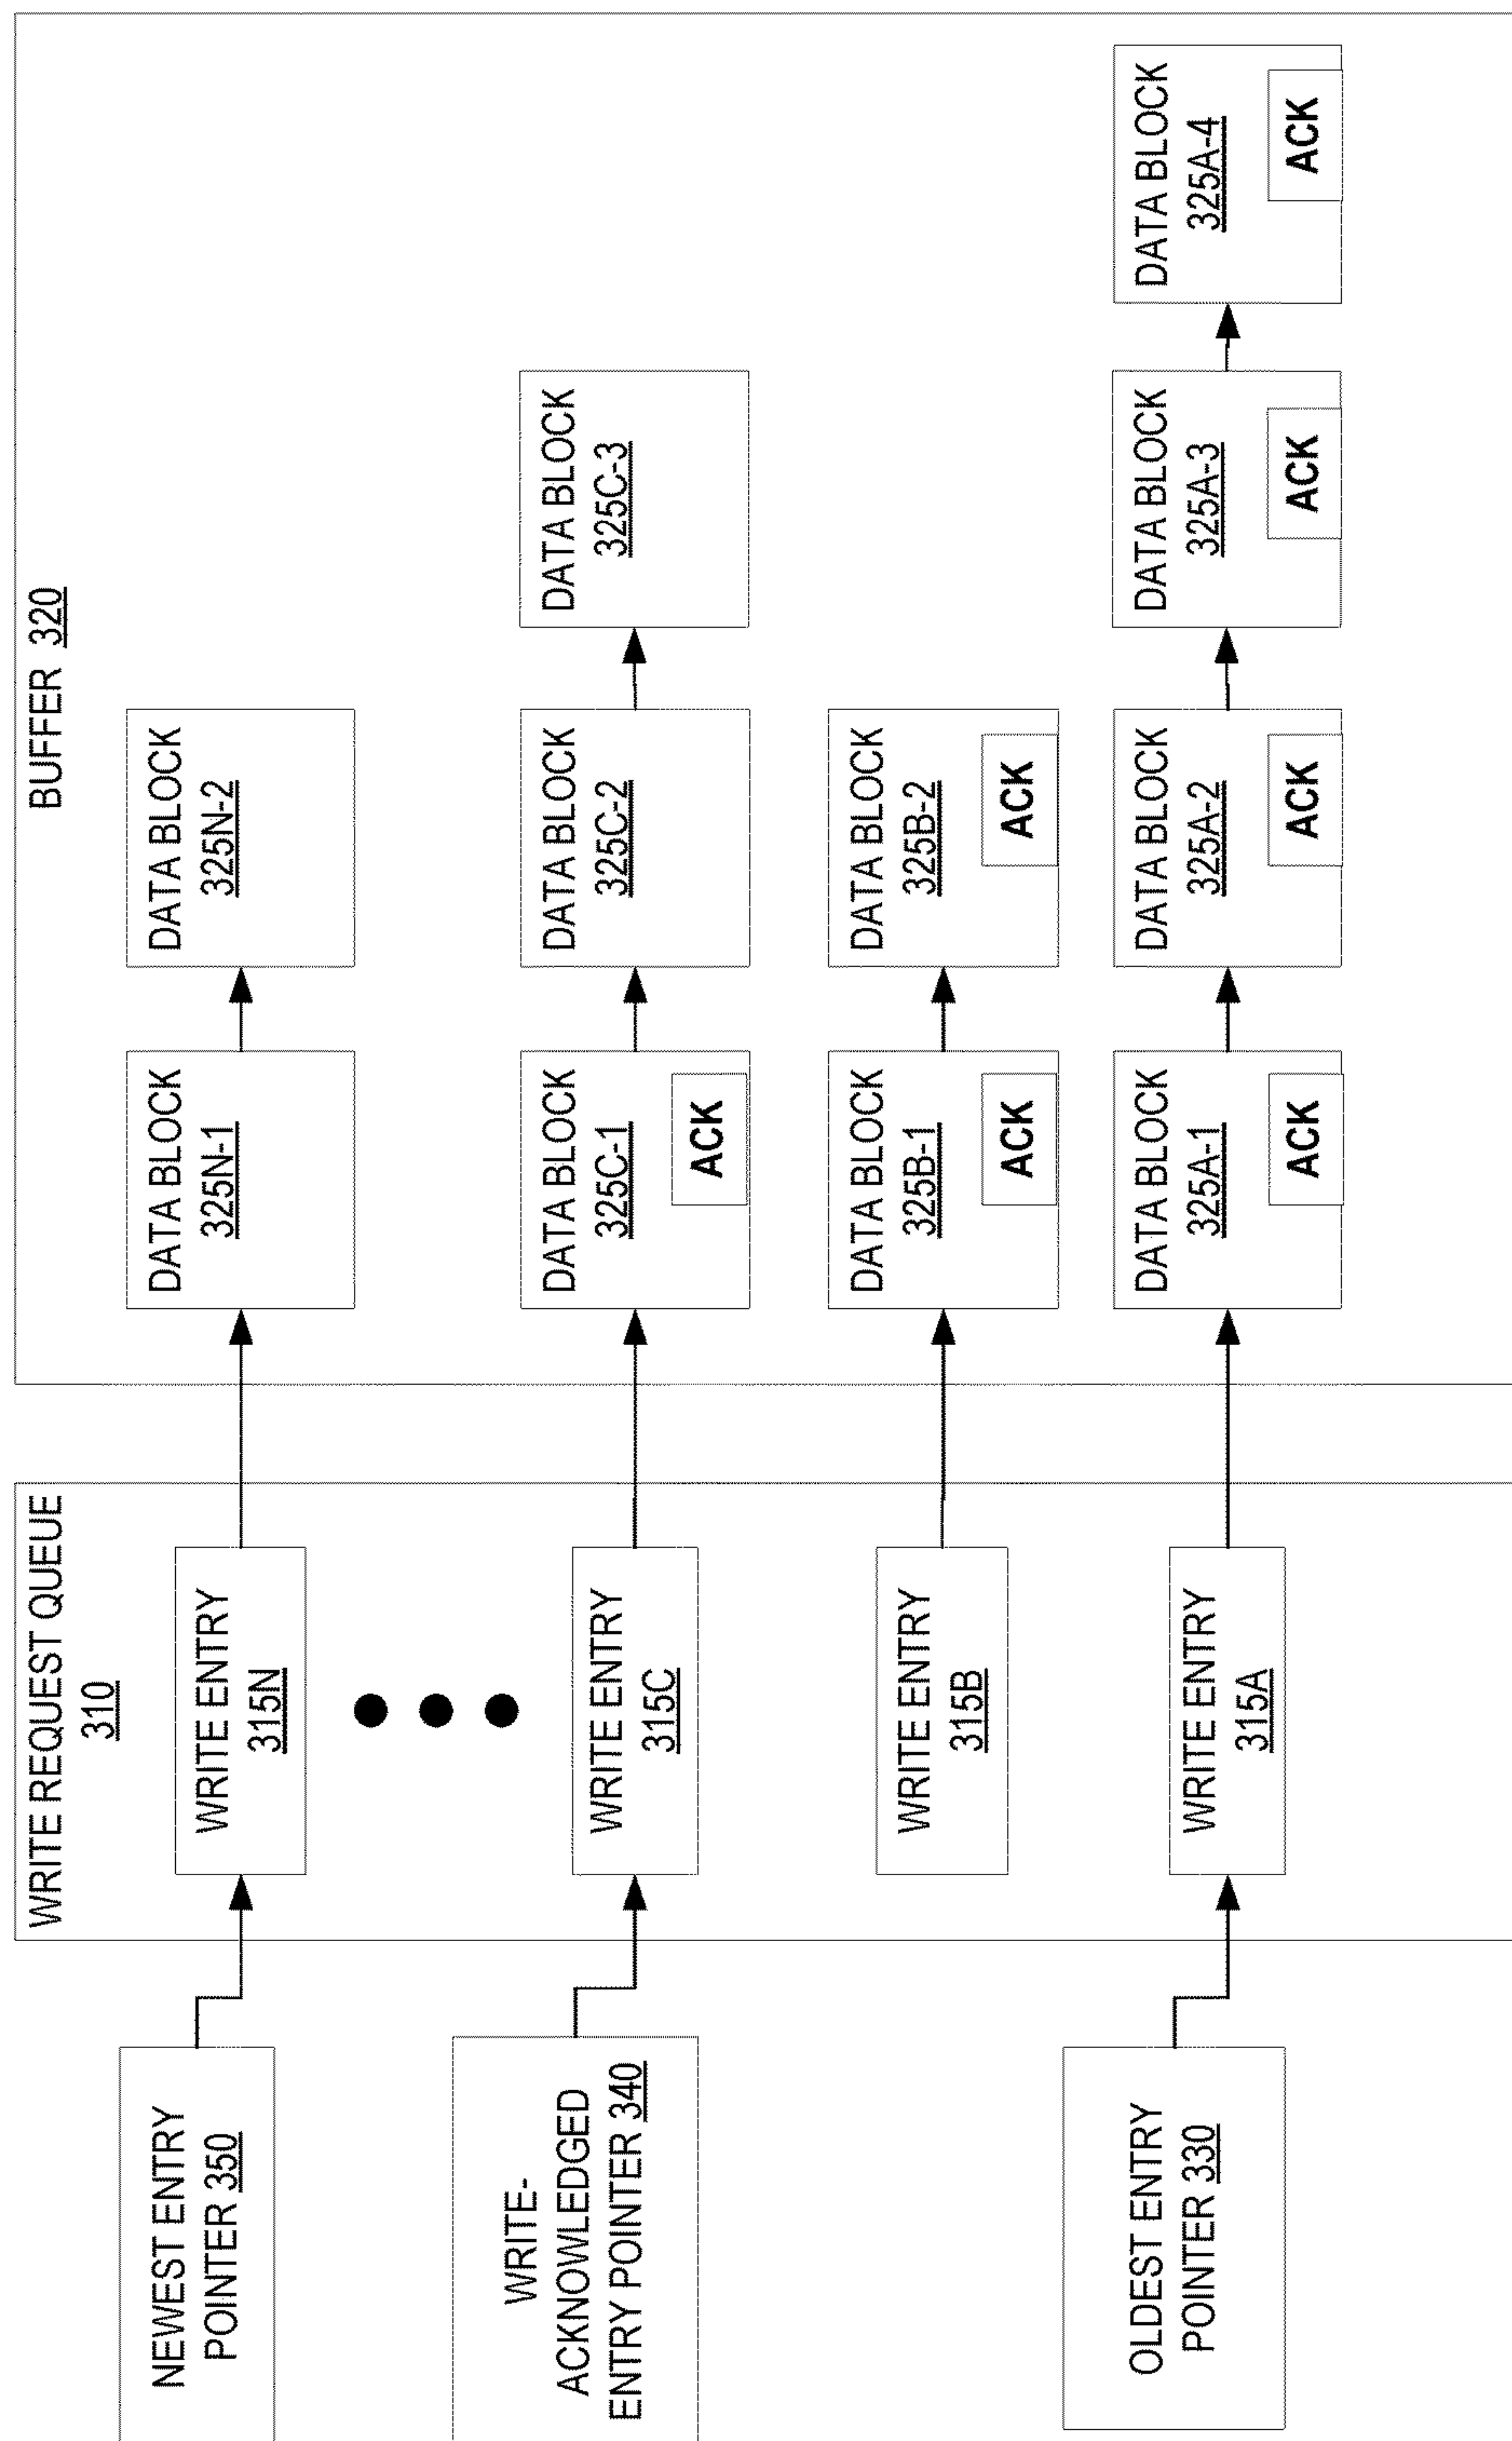 NEWEST ENTRY
POINTER 350
WRITE-
ACKNOWLEDGED
ENTRY POINTER 340
OLDEST ENTRY
POINTER 330
WRITE REQUEST QUEUE
310
WRITE ENTRY
315N
WRITE ENTRY
315C
WRITE ENTRY
315B
WRITE ENTRY
315A
BUFFER 320
DATA BLOCK
325N-1
DATA BLOCK
325N-2
DATA BLOCK
325C-1
ACK
DATA BLOCK
325C-2
DATA BLOCK
325C-3
DATA BLOCK
325B-1
ACK
DATA BLOCK
325B-2
ACK
DATA BLOCK
325A-1
ACK
DATA BLOCK
325A-2
ACK
DATA BLOCK
325A-3
ACK
DATA BLOCK
325A-4
ACK